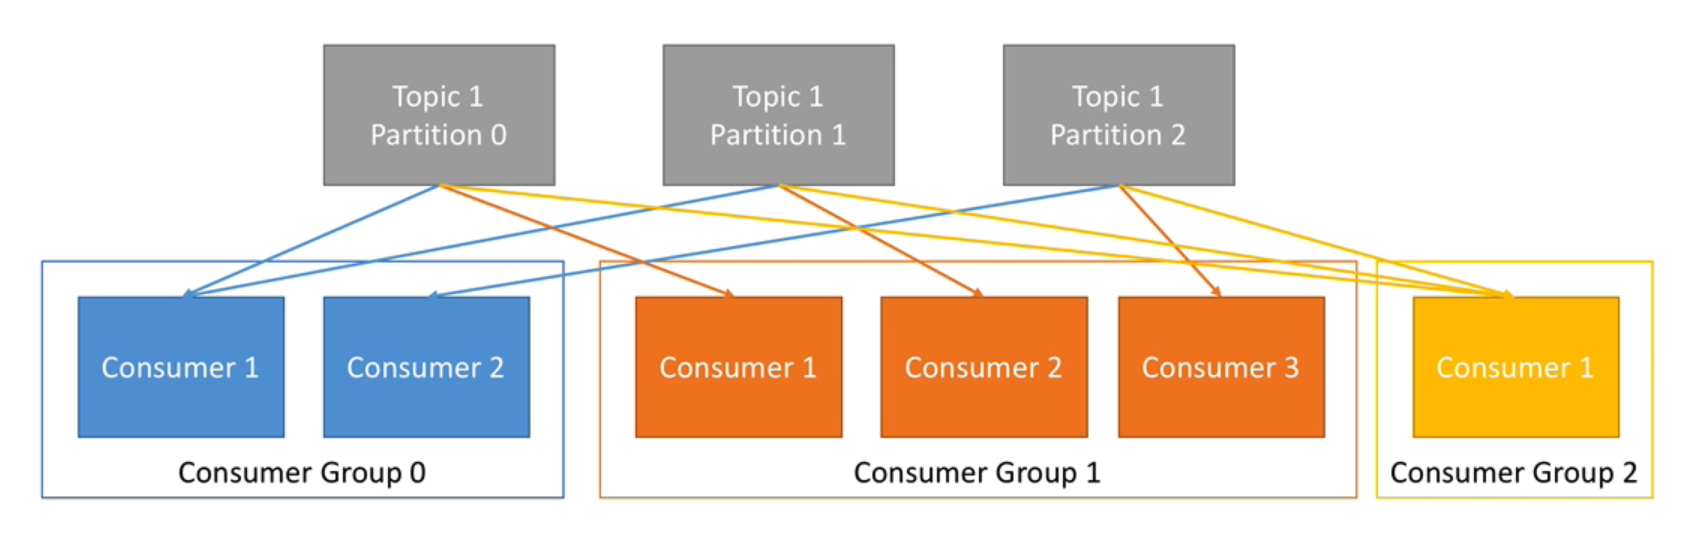 Topic 1
Partition 0
Topic 1
Partition 1
Topic 1
Partition 2
Consumer 1
Consumer 2
Consumer Group 0
Consumer 1
Consumer 2
Consumer 3
Consumer Group 1
Consumer 1
Consumer Group 2